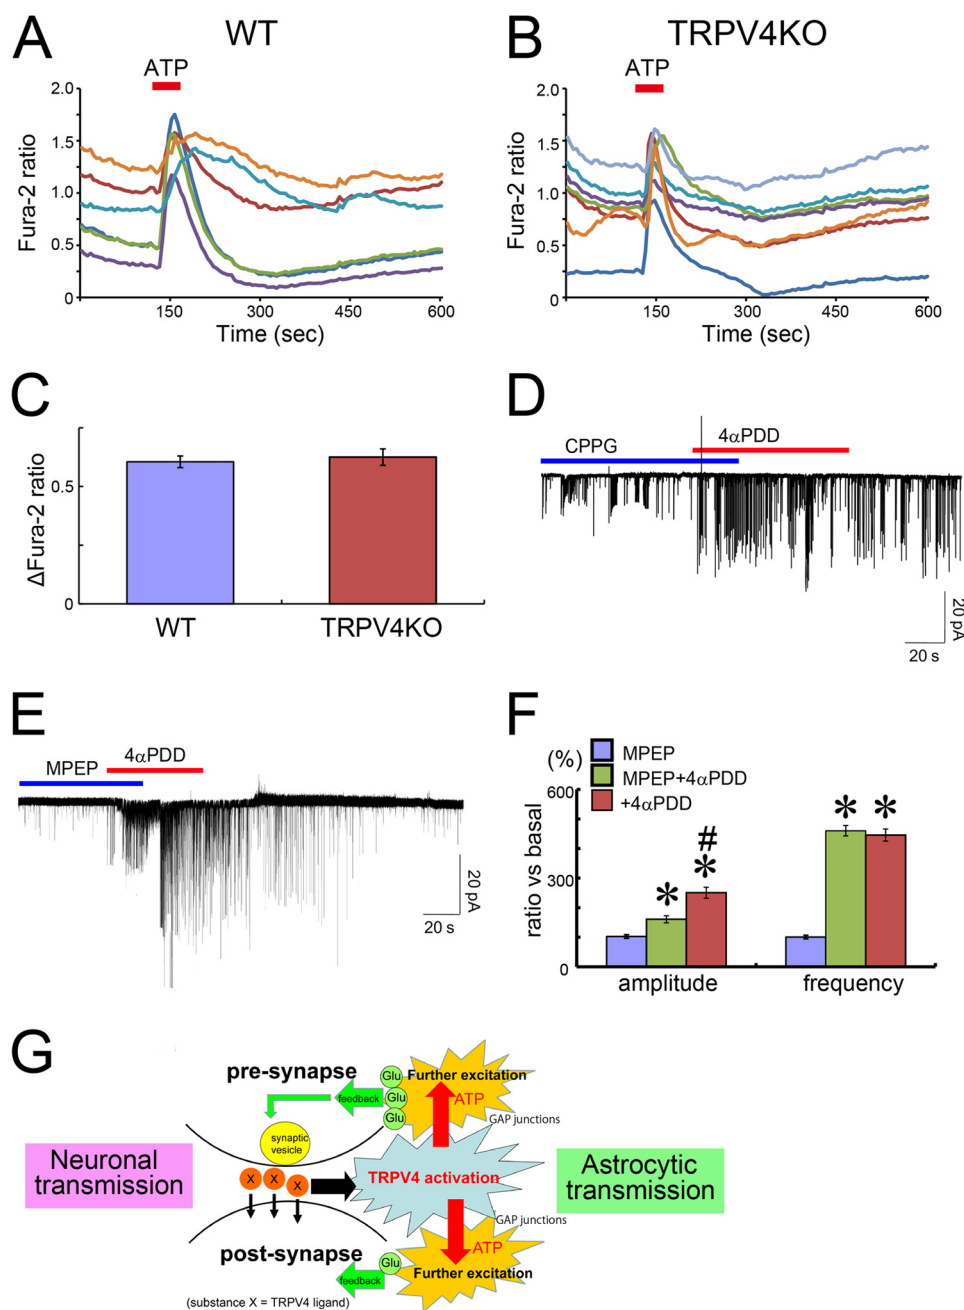 A
WT
ATP
Fura-2 ratio
2.0
1.5
1.0
0.5
0
150
300
450
600
Time (sec)
B
TRPV4KO
ATP
Fura-2 ratio
2.0
1.5
1.0
0.5
0
150
300
450
600
Time (sec)
C
ΔFura-2 ratio
0.5
0
WT
TRPV4KO
D
4αPDD
CPPG
20 pA
20 s
E
4αPDD
MPEP
20 pA
20 s
F
MPEP
(%)
MPEP+4αPDD
+4αPDD
ratio vs basal
600
300
0
#
* * * *
amplitude
frequency
G
pre-synapse
Glu
Further excitation
feedback
Glu
ATP
Glu
GAP junctions
synaptic
vesicle
Neuronal
transmission
X X X
TRPV4 activation
Astrocytic
transmission
GAP junctions
post-synapse
ATP
Glu
Further excitation
feedback
(substance X = TRPV4 ligand)